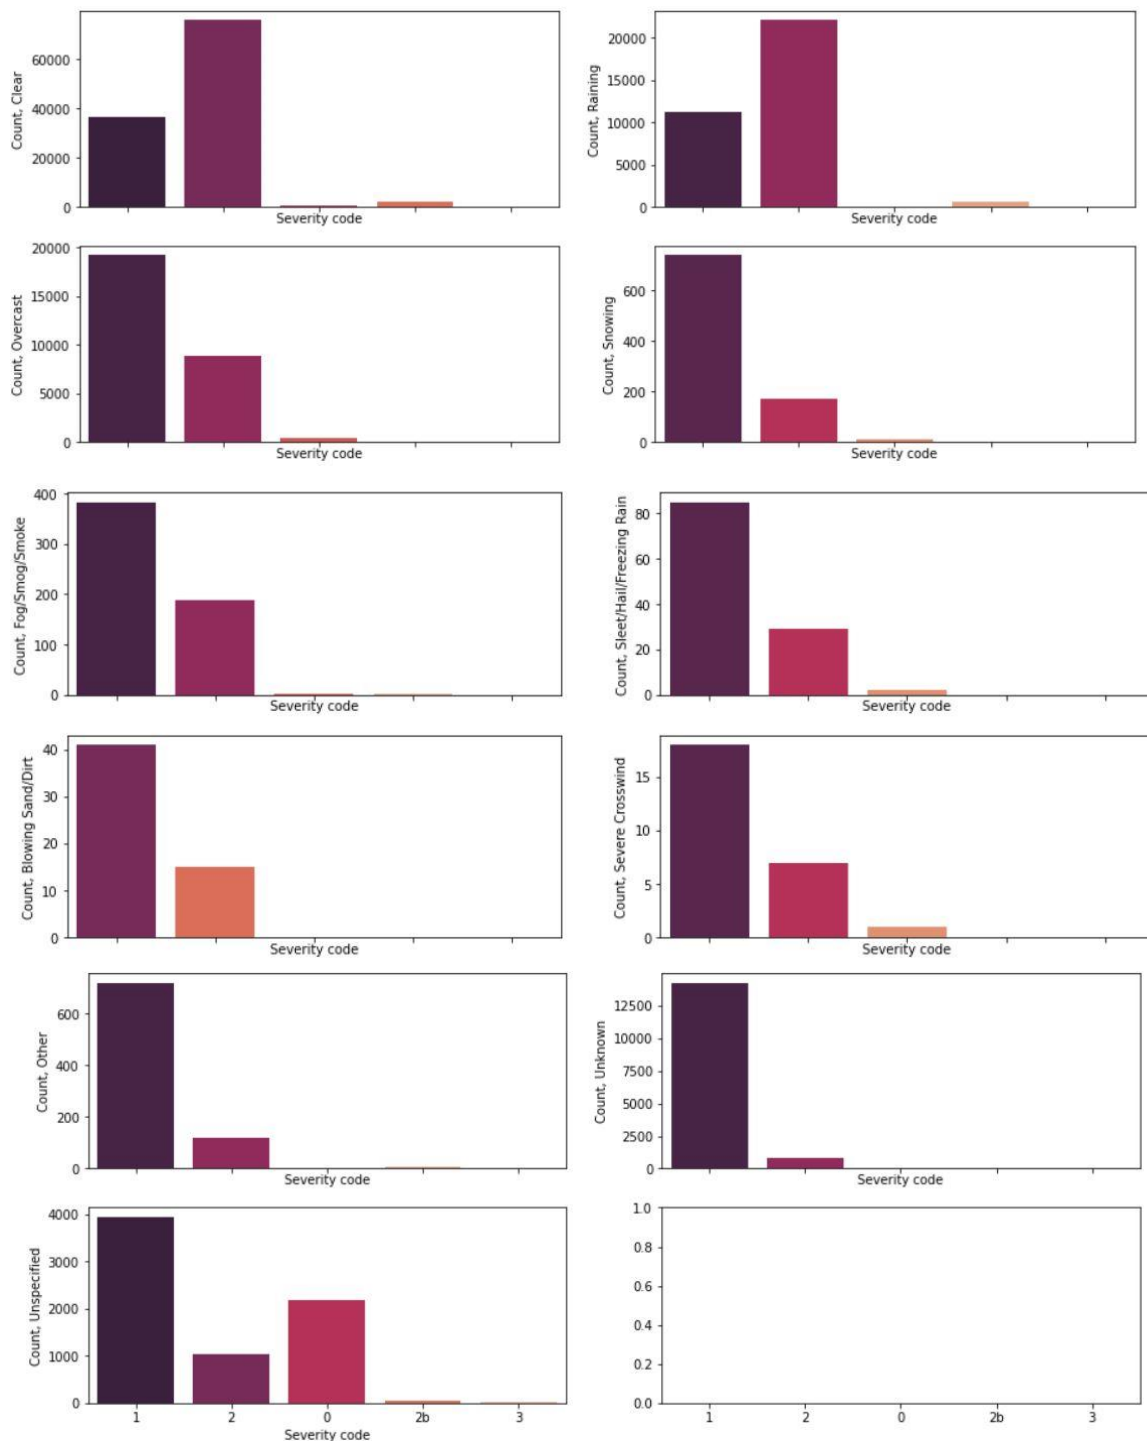 Count, Clear
60000
40000
20000
0
Severity code
Count, Raining
20000
15000
10000
5000
0
Severity code
Count, Overcast
20000
15000
10000
5000
0
Severity code
Count, Snowing
600
400
200
0
Severity code
Count, Fog/Smog/Smoke
400
300
200
100
0
Severity code
Count, Sleet/Hail/Freezing Rain
80
60
40
20
0
Severity code
Count, Blowing Sand/Dirt
40
30
20
10
0
Severity code
Count, Severe Crosswind
15
10
5
0
Severity code
Count, Other
600
400
200
0
Severity code
Count, Unknown
12500
10000
7500
5000
2500
0
Severity code
Count, Unspecified
4000
3000
2000
1000
0
1 2 0 2b 3
Severity code
1.0
0.8
0.6
0.4
0.2
0.0
1 2 0 2b 3